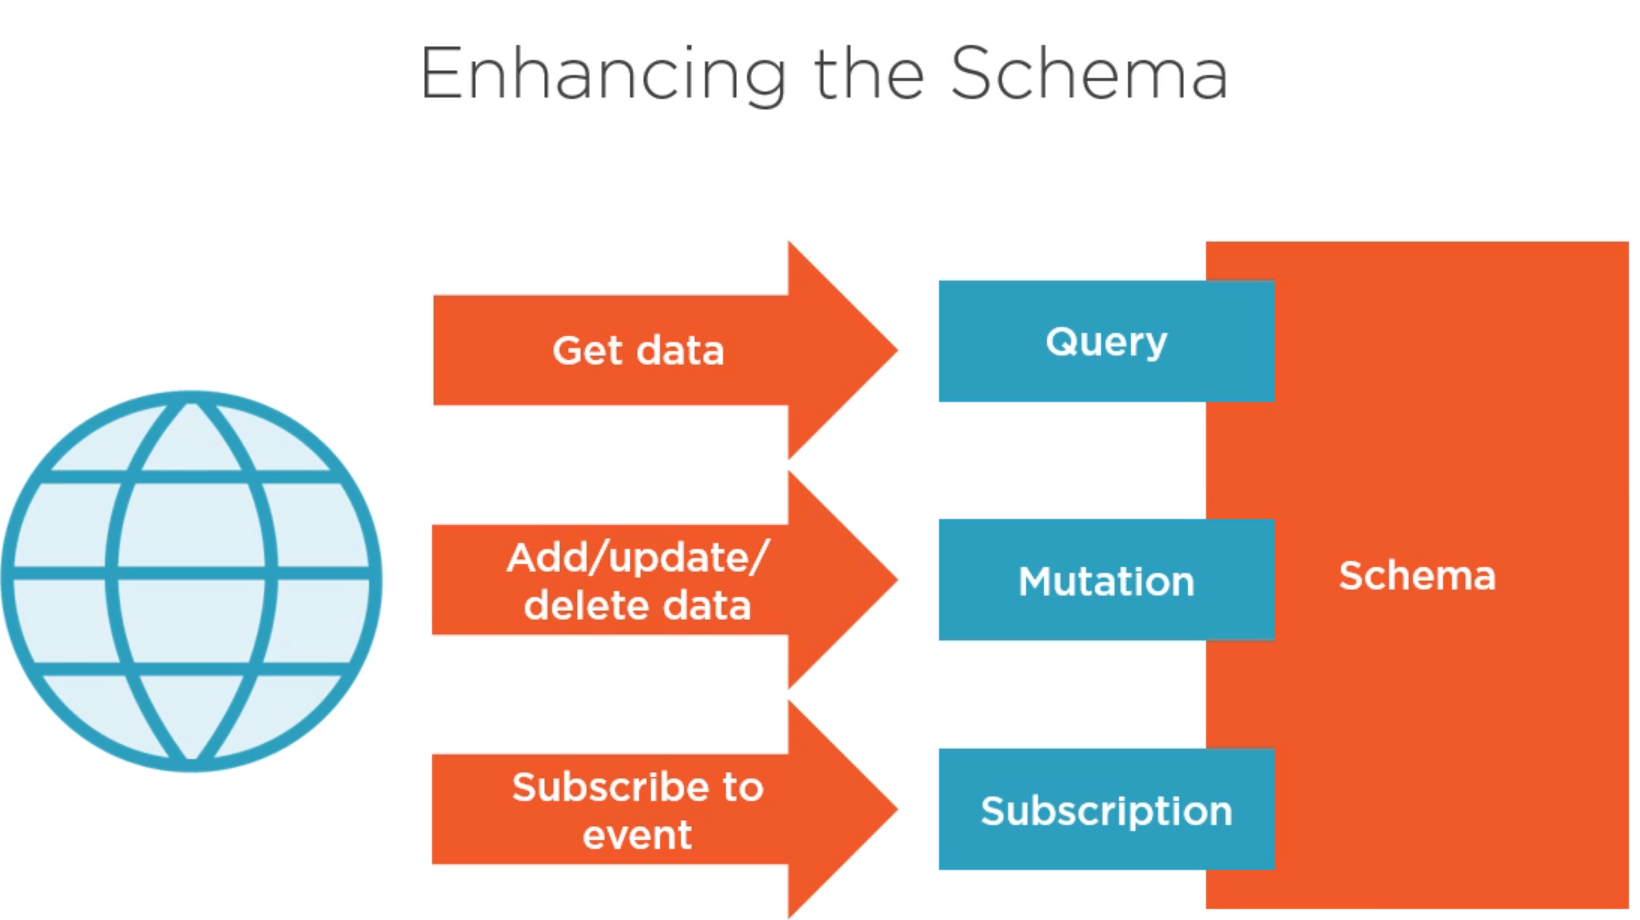 Enhancing the Schema
Get data
Query
Add/update/
delete data
Mutation
Schema
Subscribe to
event
Subscription